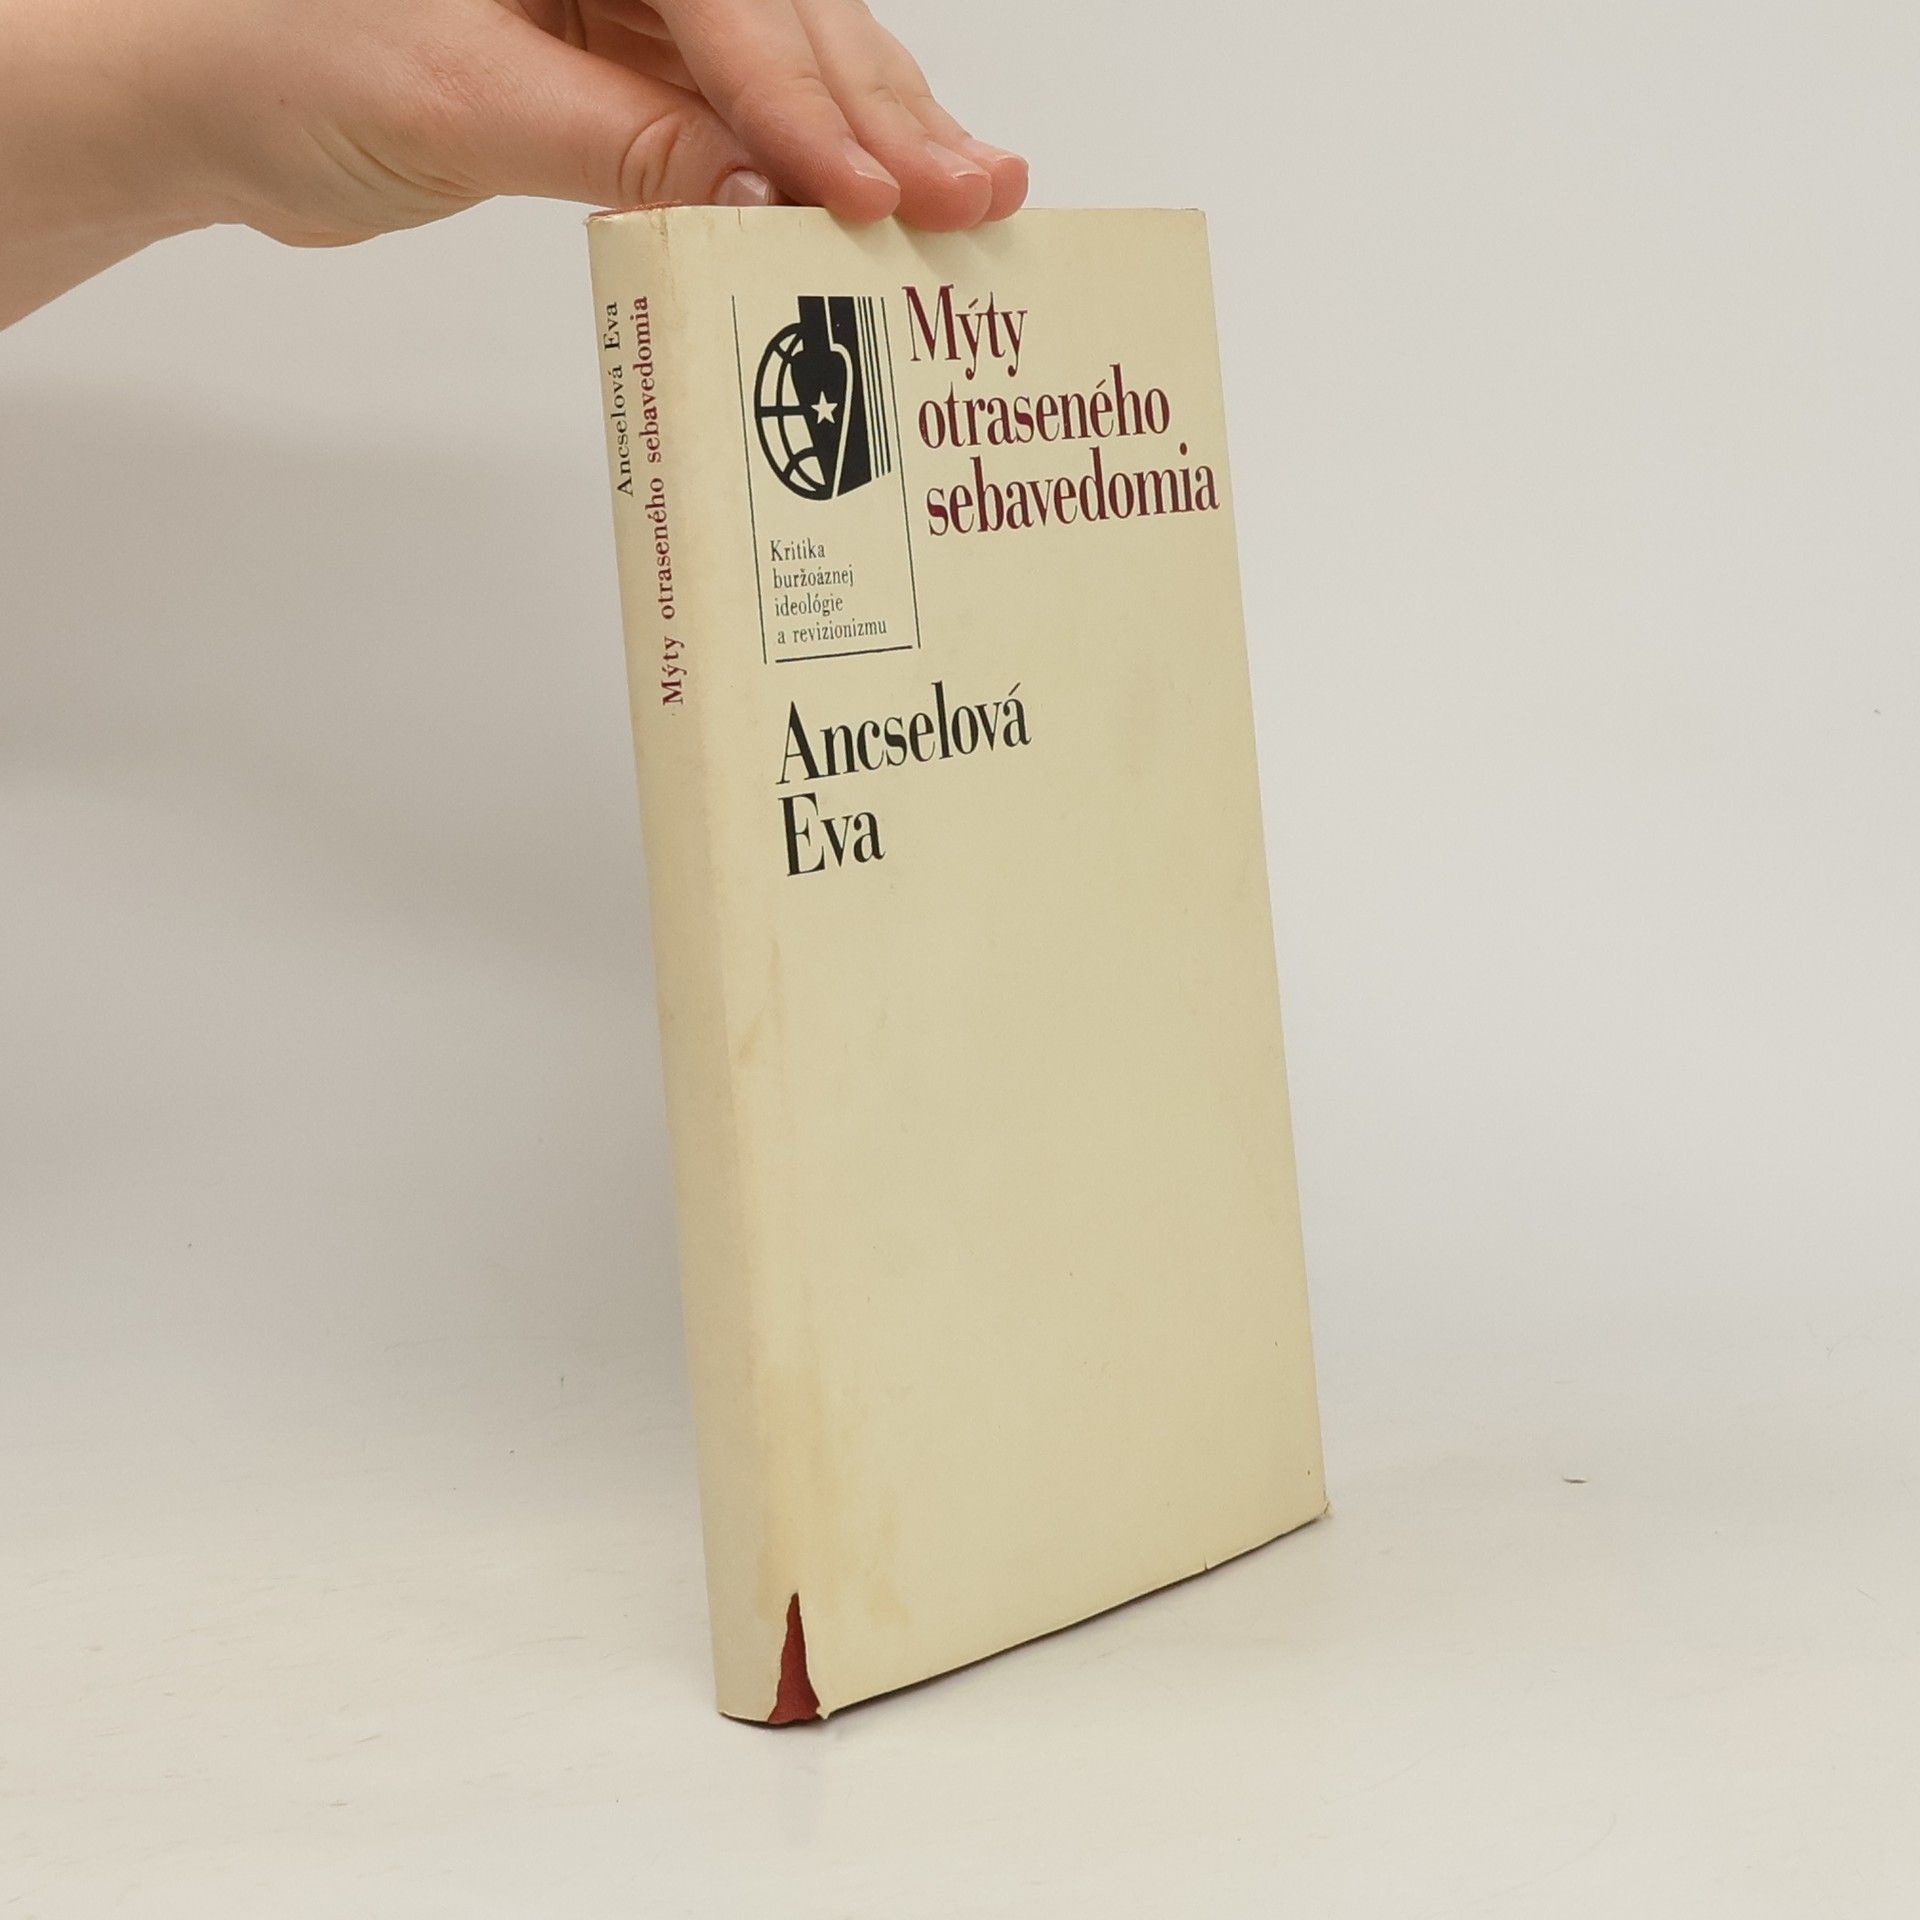 Ancselová Eva
Mýty otraseného sebavedomia
Mýty
otraseného
sebavedomia
Kritika
buržoáznej
ideológie
a revizionizmu
Ancselová
Eva